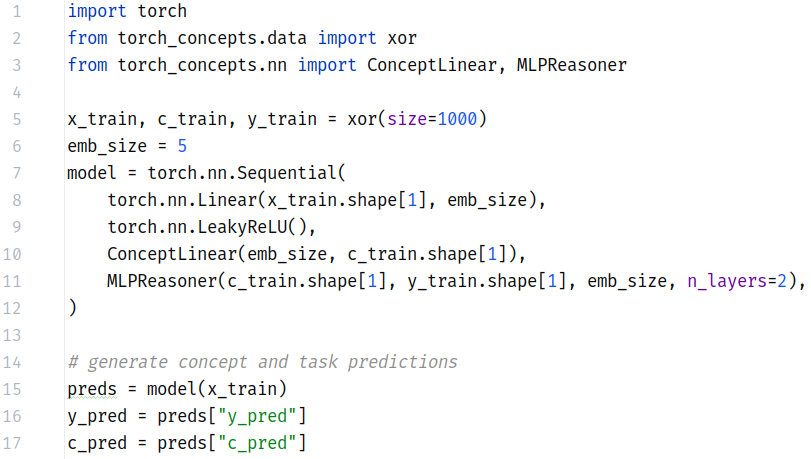 1 import torch
2 from torch_concepts.data import xor
3 from torch_concepts.nn import ConceptLinear, MLPReasoner
4
5 x_train, c_train, y_train = xor(size=1000)
6 emb_size = 5
7 model = torch.nn.Sequential(
8     torch.nn.Linear(x_train.shape[1], emb_size),
9     torch.nn.LeakyReLU(),
10     ConceptLinear(emb_size, c_train.shape[1]),
11     MLPReasoner(c_train.shape[1], y_train.shape[1], emb_size, n_layers=2),
12 )
13
14 # generate concept and task predictions
15 preds = model(x_train)
16 y_pred = preds["y_pred"]
17 c_pred = preds["c_pred"]